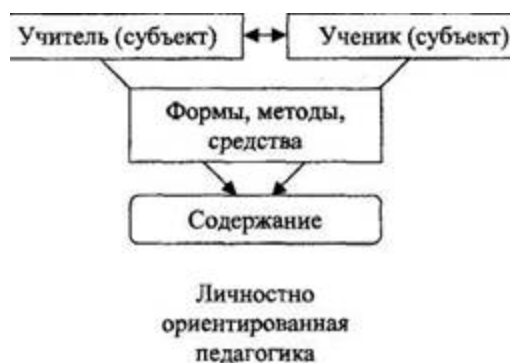 Учитель (субъект)
Ученик (субъект)
Формы, методы,
средства
Содержание
Личностно
ориентированная
педагогика